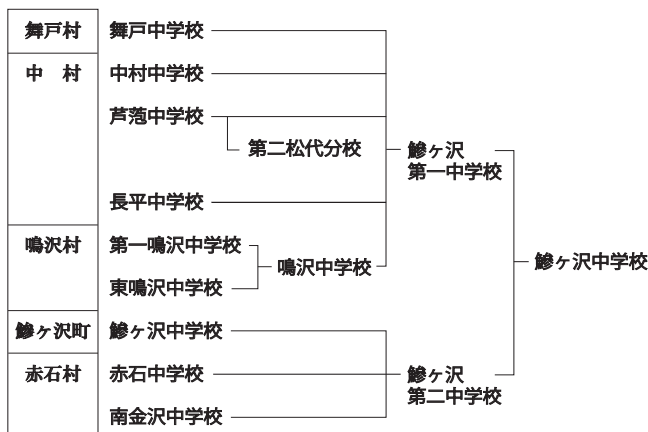 舞戸村 舞戸中学校
中 村 中村中学校
芦萢中学校
第二松代分校
鰺ヶ沢
第一中学校
長平中学校
鳴沢村 第一鳴沢中学校
鳴沢中学校
鰺ヶ沢中学校
東鳴沢中学校
鰺ヶ沢町 鰺ヶ沢中学校
赤石村 赤石中学校
鰺ヶ沢
第二中学校
南金沢中学校